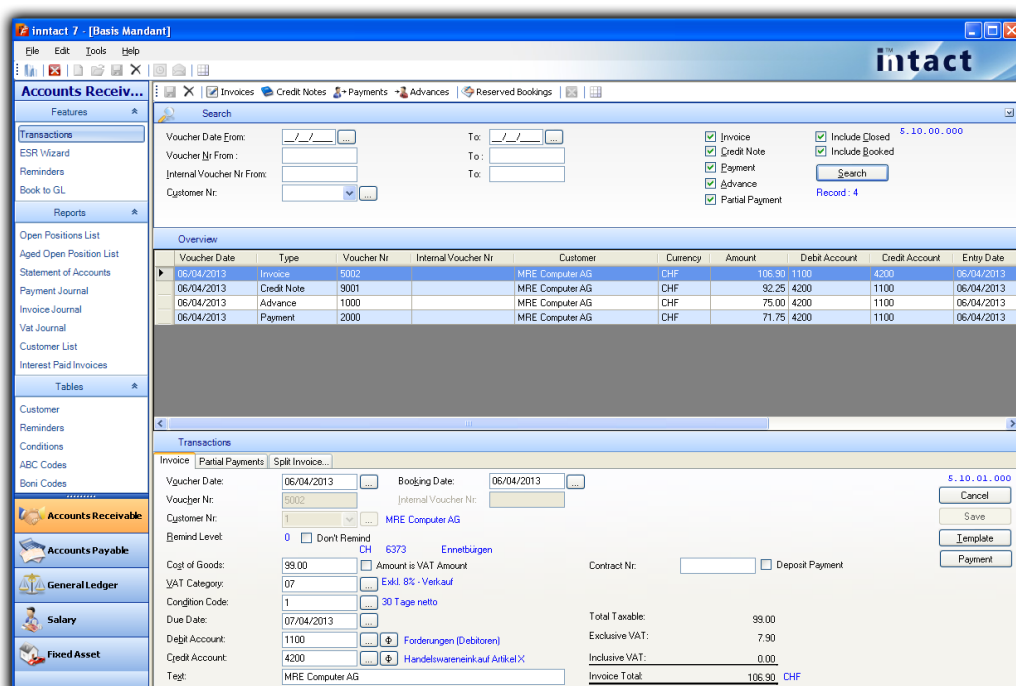 inntact 7 - [Basis Mandant]
File Edit Tools Help
intact
Accounts Receiv... Invoices Credit Notes Payments Advances Reserved Bookings
Features
Transactions
ESR Wizard
Reminders
Book to GL
Reports
Open Positions List
Aged Open Position List
Statement of Accounts
Payment Journal
Invoice Journal
Vat Journal
Customer List
Interest Paid Invoices
Tables
Customer
Reminders
Conditions
ABC Codes
Boni Codes
Accounts Receivable
Accounts Payable
General Ledger
Salary
Fixed Asset
Search
Voucher Date From: __/__/____ ... To: __/__/____ ... Invoice Include Closed 5.10.00.000
Voucher Nr From : To : Credit Note Include Booked
Internal Voucher Nr From: To: Payment Search
Customer Nr: ... Advance Record : 4
Partial Payment
Overview
Voucher Date Type Voucher Nr Internal Voucher Nr Customer Currency Amount Debit Account Credit Account Entry Date
06/04/2013 Invoice 5002 MRE Computer AG CHF 106.90 1100 4200 06/04/2013
06/04/2013 Credit Note 9001 MRE Computer AG CHF 92.25 4200 1100 06/04/2013
06/04/2013 Advance 1000 MRE Computer AG CHF 75.00 4200 1100 06/04/2013
06/04/2013 Payment 2000 MRE Computer AG CHF 71.75 4200 1100 06/04/2013
Transactions
Invoice Partial Payments Split Invoice...
Voucher Date: 06/04/2013 ... Booking Date: 06/04/2013 ... 5.10.01.000
Voucher Nr: 5002 Internal Voucher Nr: Cancel
Customer Nr: 1 ... MRE Computer AG Save
Remind Level: 0 Don't Remind Template
CH 6373 Ennetbürgen
Cost of Goods: 99.00 Amount is VAT Amount Contract Nr: Deposit Payment Payment
VAT Category: 07 ... Exkl. 8% - Verkauf
Condition Code: 1 ... 30 Tage netto
Due Date: 07/04/2013 ... Total Taxable: 99.00
Debit Account: 1100 ... Φ Forderungen (Debitoren) Exclusive VAT: 7.90
Credit Account: 4200 ... Φ Handelswareneinkauf Artikel X Inclusive VAT: 0.00
Text: MRE Computer AG Invoice Total: 106.90 CHF